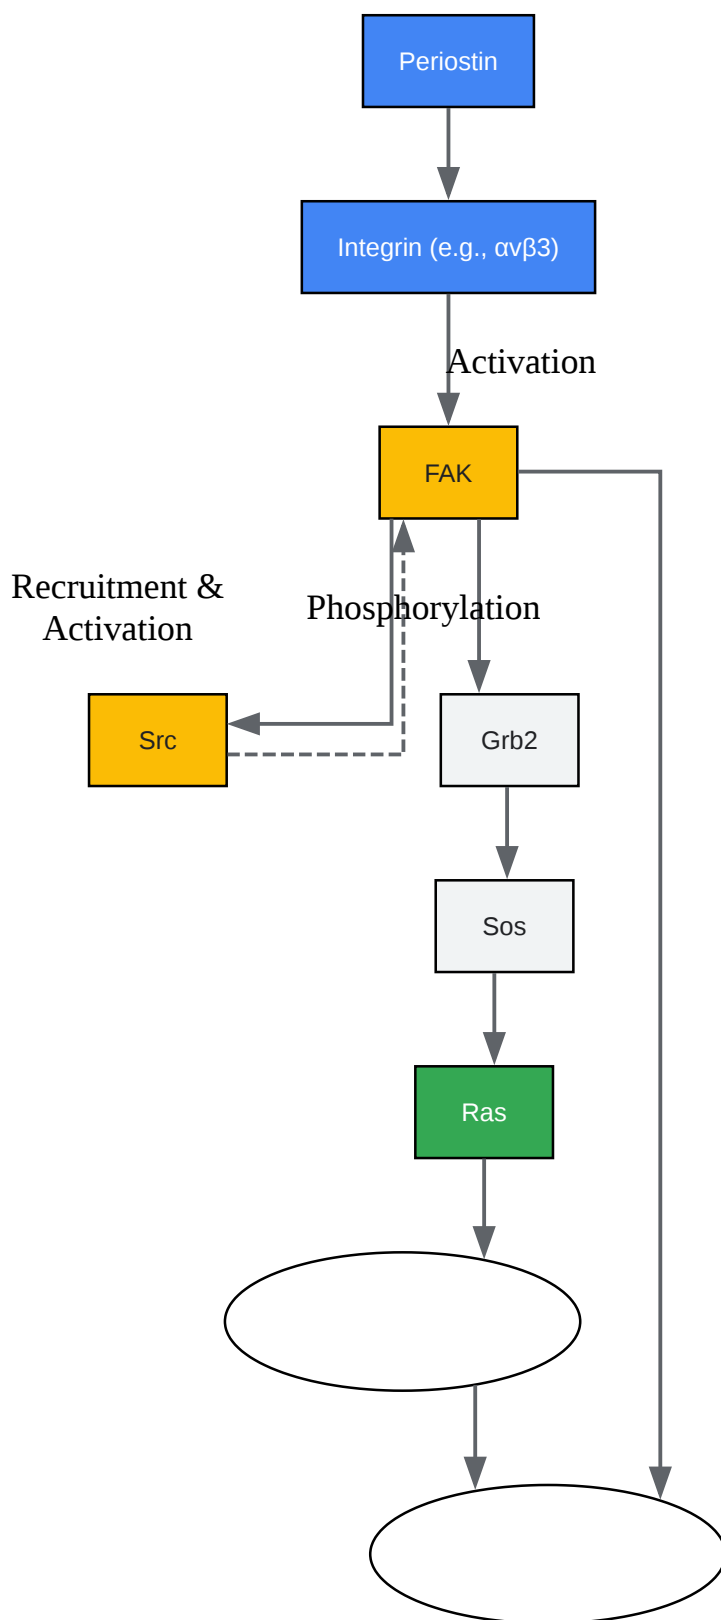 Periostin
Integrin (e.g., αvβ3)
Activation
FAK
Recruitment &
Activation
Phosphorylation
Src
Grb2
Sos
Ras